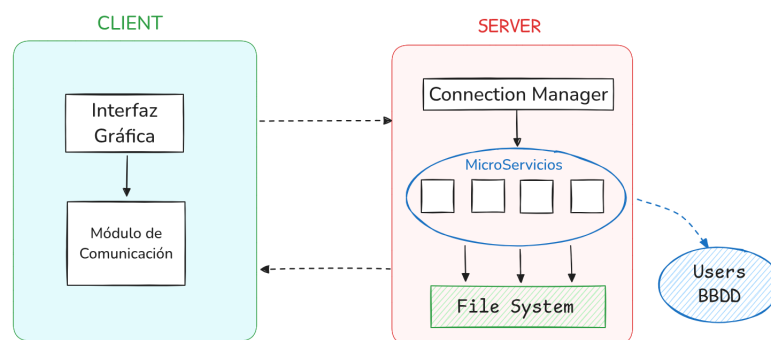 CLIENT
Interfaz
Gráfica
Módulo de
Comunicación
SERVER
Connection Manager
MicroServicios
File System
Users
BBDD